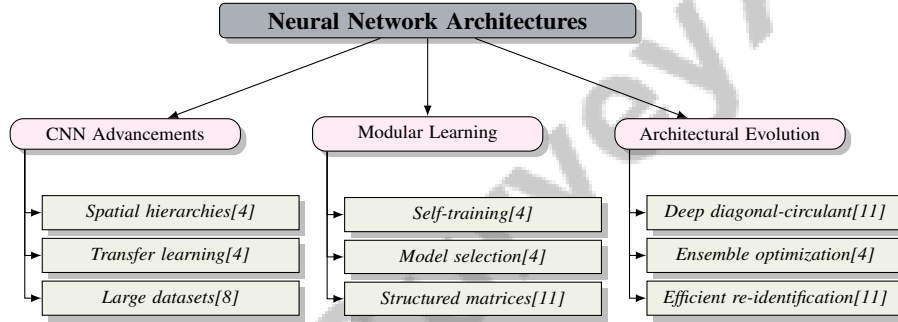 Neural Network Architectures
CNN Advancements
Modular Learning
Architectural Evolution
Spatial hierarchies[4]
Transfer learning[4]
Large datasets[8]
Self-training[4]
Model selection[4]
Structured matrices[11]
Deep diagonal-circulant[11]
Ensemble optimization[4]
Efficient re-identification[11]